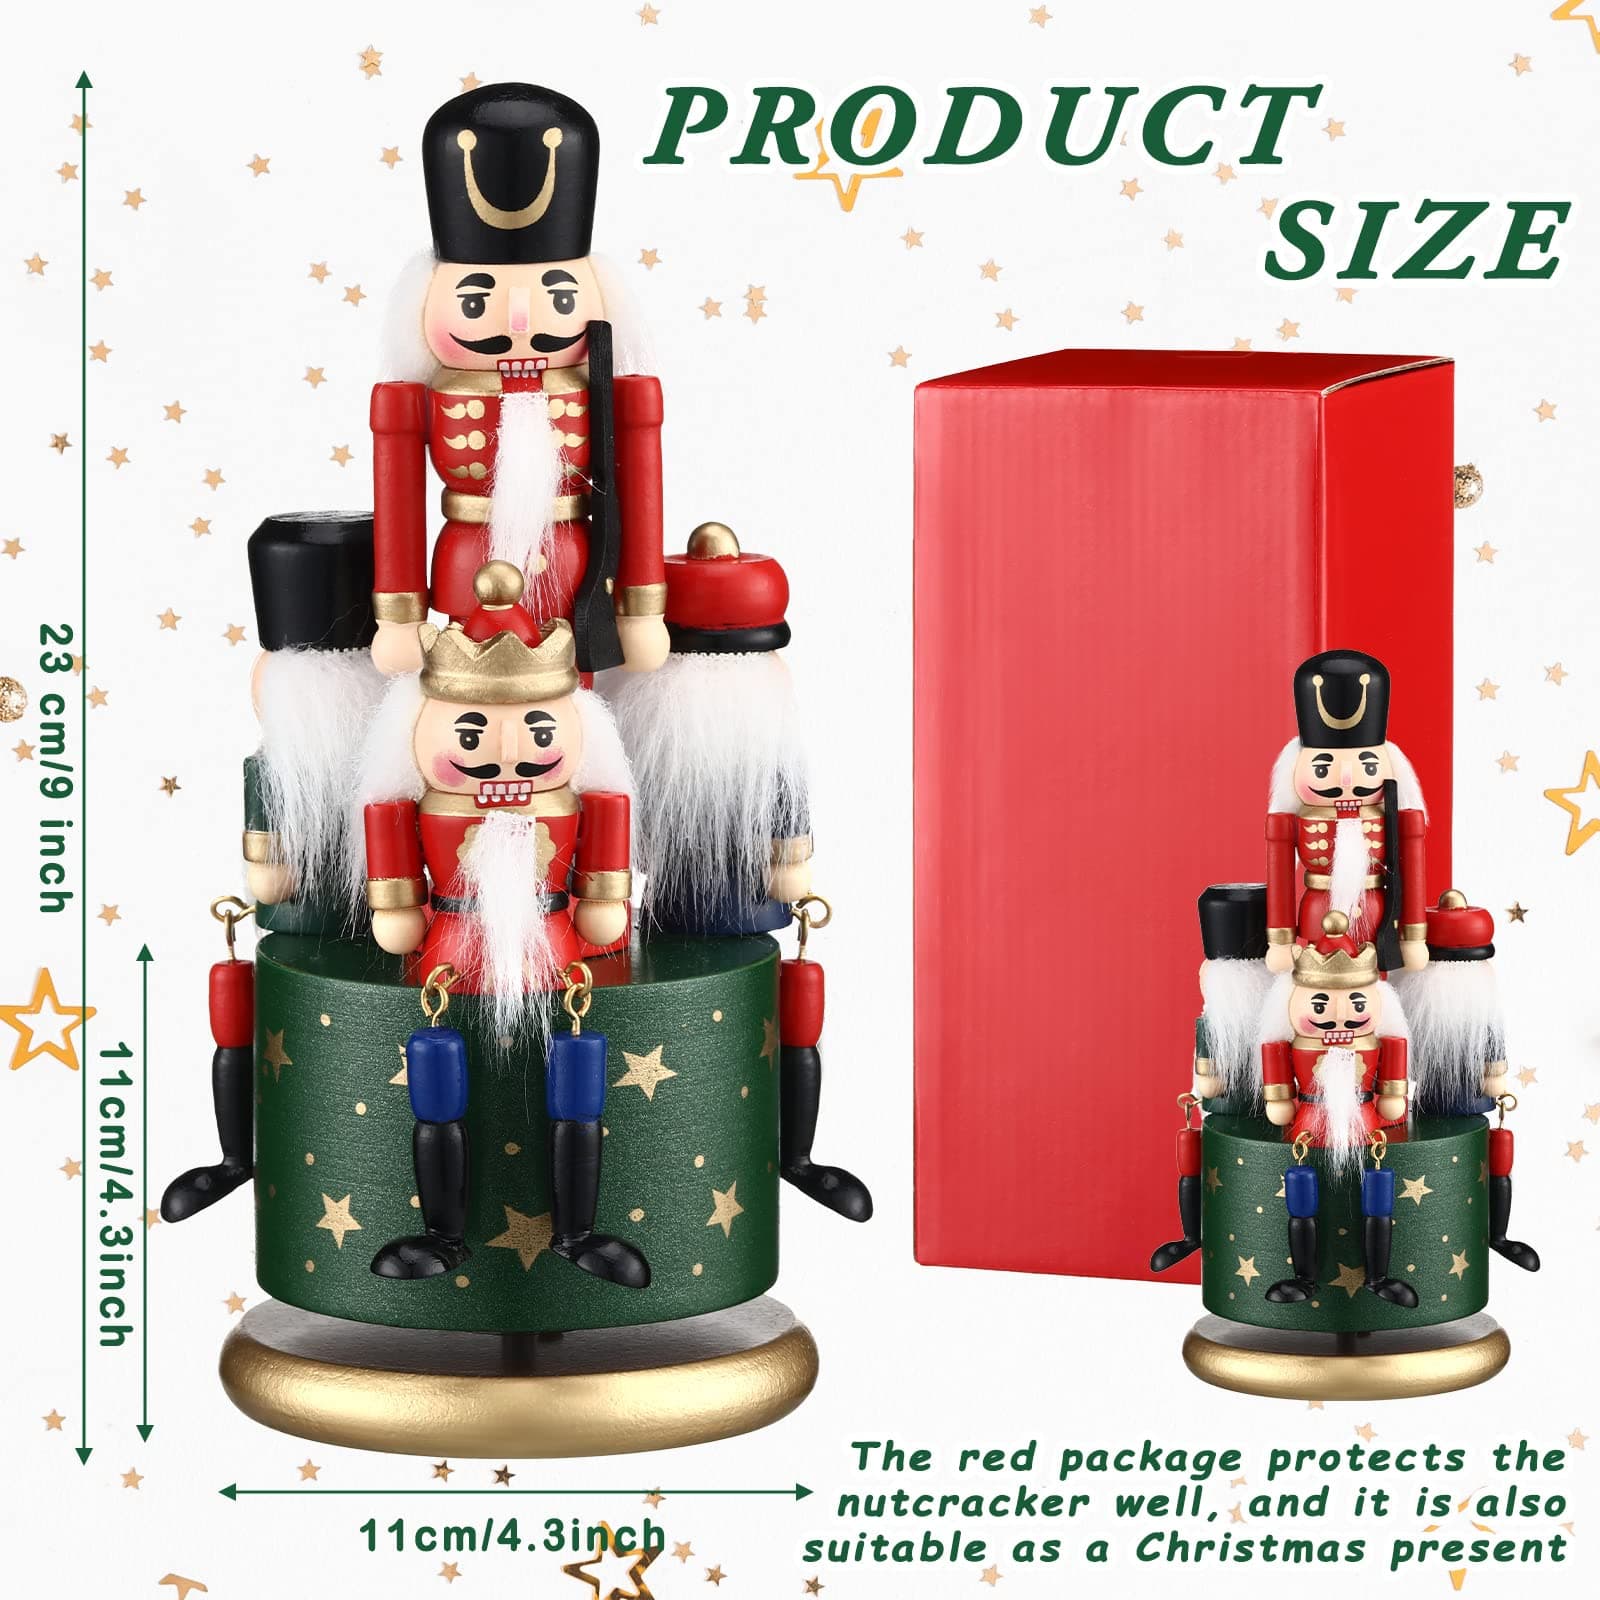 PRODUCT
SIZE
23 cm/9 inch
11cm/4.3inch
11cm/4.3inch
The red package protects the
nutcracker well, and it is also
suitable as a Christmas present